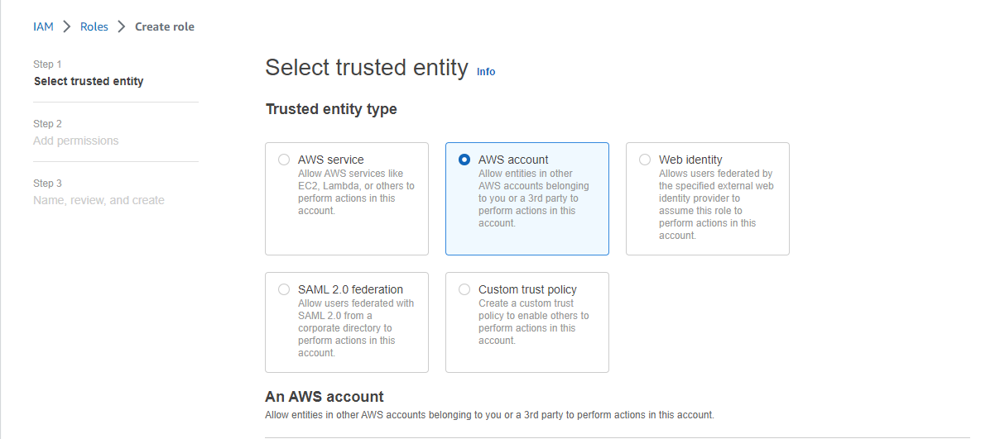 IAM > Roles > Create role
Step 1
Select trusted entity
Step 2
Add permissions
Step 3
Name, review, and create
Select trusted entity Info
Trusted entity type
AWS service
Allow AWS services like
EC2, Lambda, or others to
perform actions in this
account.
AWS account
Allow entities in other
AWS accounts belonging
to you or a 3rd party to
perform actions in this
account.
Web identity
Allows users federated by
the specified external web
identity provider to
assume this role to
perform actions in this
account.
SAML 2.0 federation
Allow users federated with
SAML 2.0 from a
corporate directory to
perform actions in this
account.
Custom trust policy
Create a custom trust
policy to enable others to
perform actions in this
account.
An AWS account
Allow entities in other AWS accounts belonging to you or a 3rd party to perform actions in this account.